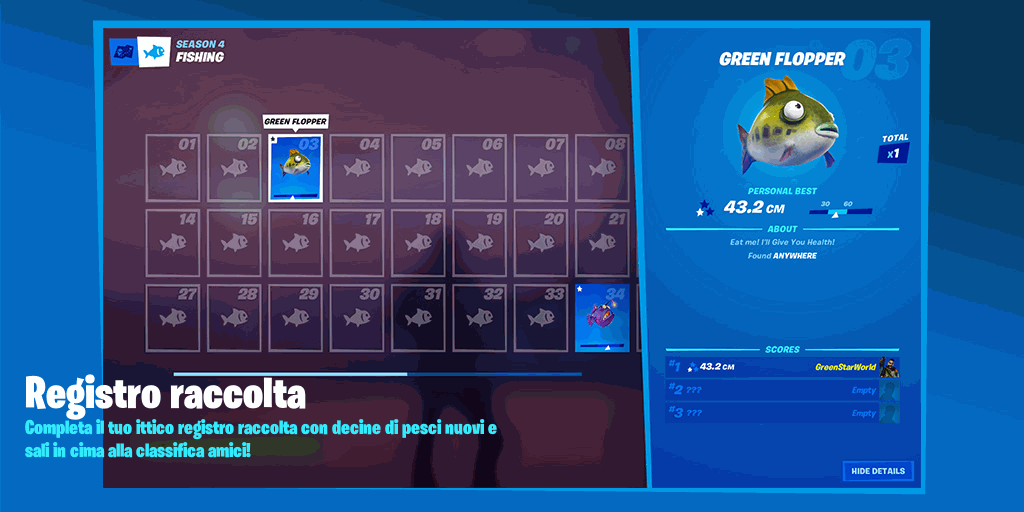 SEASON 4
FISHING
GREEN FLOPPER
01 02 03 04 05 06 07 08
14 15 16 17 18 19 20 21
27 28 29 30 31 32 33 34
Registro raccolta
Completa il tuo ittico registro raccolta con decine di pesci nuovi e
sali in cima alla classifica amici!
GREEN FLOPPER 03
TOTAL
x1
PERSONAL BEST
43.2 CM
30 60
ABOUT
Eat me! I'll Give You Health!
Found ANYWHERE
SCORES
#1 43.2 CM GreenStarWorld
#2 ??? Empty
#3 ??? Empty
HIDE DETAILS